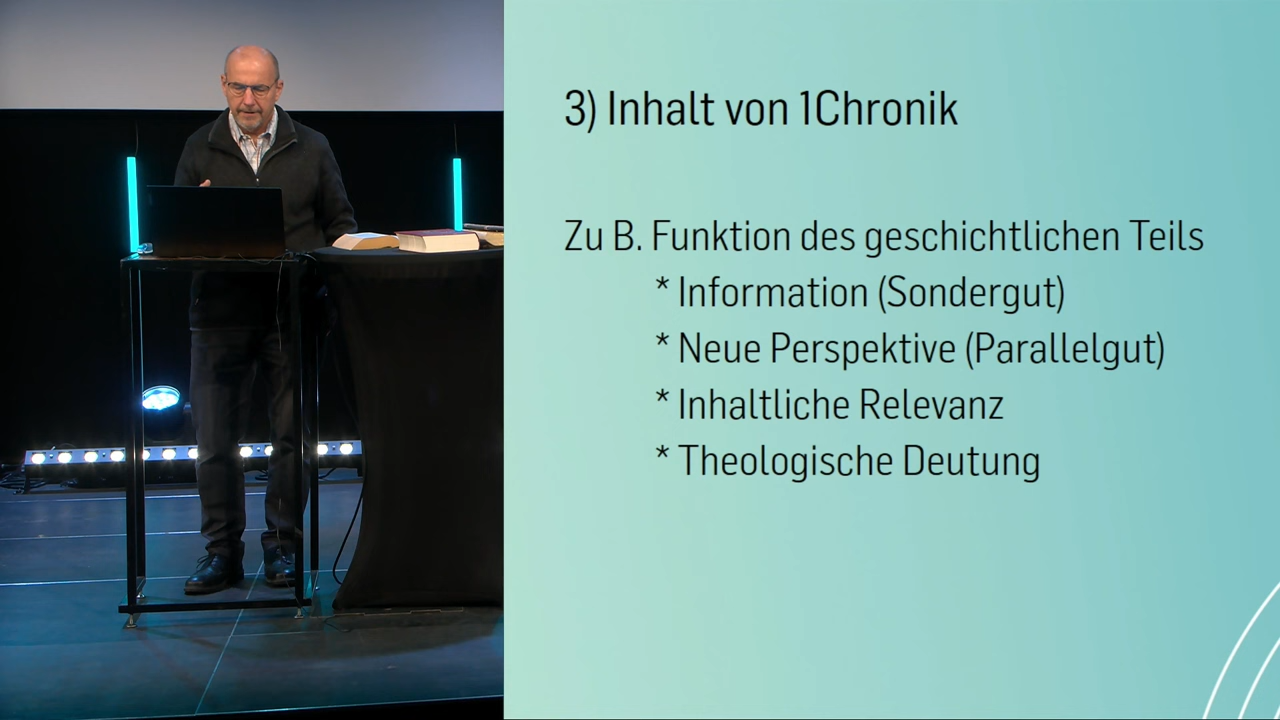 3) Inhalt von 1Chronik
Zu B. Funktion des geschichtlichen Teils
* Information (Sondergut)
* Neue Perspektive (Parallelgut)
* Inhaltliche Relevanz
* Theologische Deutung